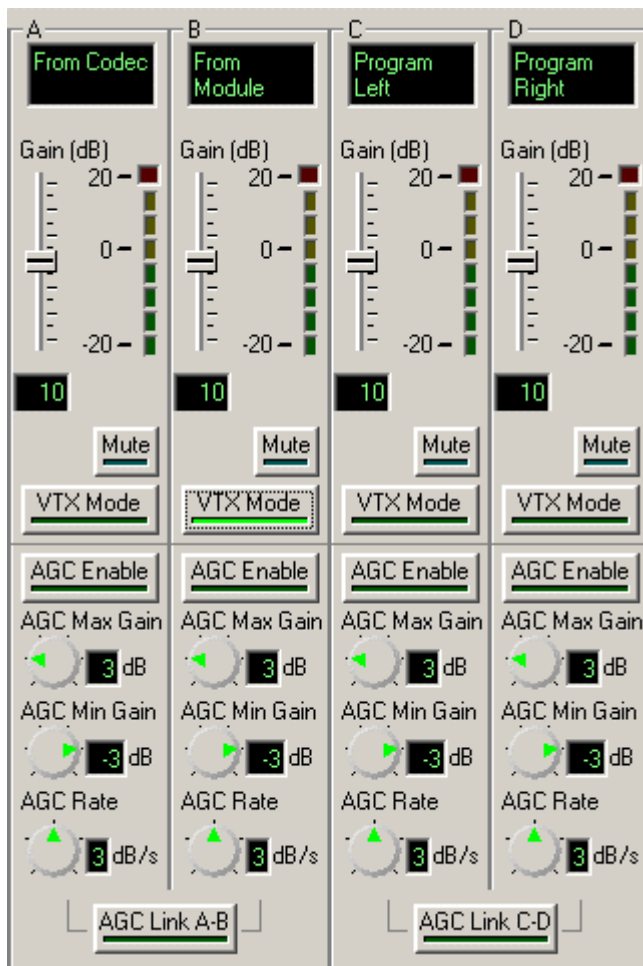 A B C D
From Codec From Module Program Left Program Right
Gain (dB) Gain (dB) Gain (dB) Gain (dB)
20 20 20 20
0 0 0 0
-20 -20 -20 -20
10 10 10 10
Mute Mute Mute Mute
VTX Mode VTX Mode VTX Mode VTX Mode
AGC Enable AGC Enable AGC Enable AGC Enable
AGC Max Gain AGC Max Gain AGC Max Gain AGC Max Gain
3 dB 3 dB 3 dB 3 dB
AGC Min Gain AGC Min Gain AGC Min Gain AGC Min Gain
-3 dB -3 dB -3 dB -3 dB
AGC Rate AGC Rate AGC Rate AGC Rate
3 dB/s 3 dB/s 3 dB/s 3 dB/s
AGC Link A-B AGC Link C-D